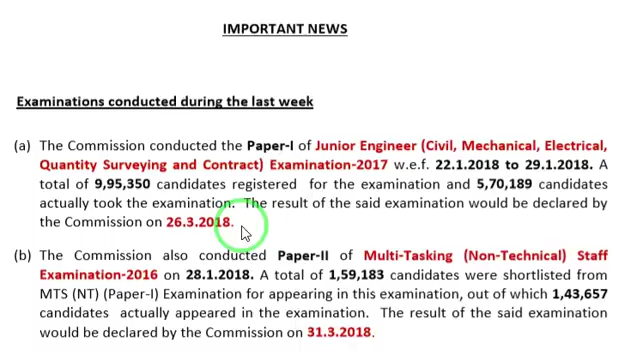 IMPORTANT NEWS
Examinations conducted during the last week
(a) The Commission conducted the Paper-I of Junior Engineer (Civil, Mechanical, Electrical,
Quantity Surveying and Contract) Examination-2017 w.e.f. 22.1.2018 to 29.1.2018. A
total of 9,95,350 candidates registered for the examination and 5,70,189 candidates
actually took the examination. The result of the said examination would be declared by
the Commission on 26.3.2018.
(b) The Commission also conducted Paper-II of Multi-Tasking (Non-Technical) Staff
Examination-2016 on 28.1.2018. A total of 1,59,183 candidates were shortlisted from
MTS (NT) (Paper-I) Examination for appearing in this examination, out of which 1,43,657
candidates actually appeared in the examination. The result of the said examination
would be declared by the Commission on 31.3.2018.